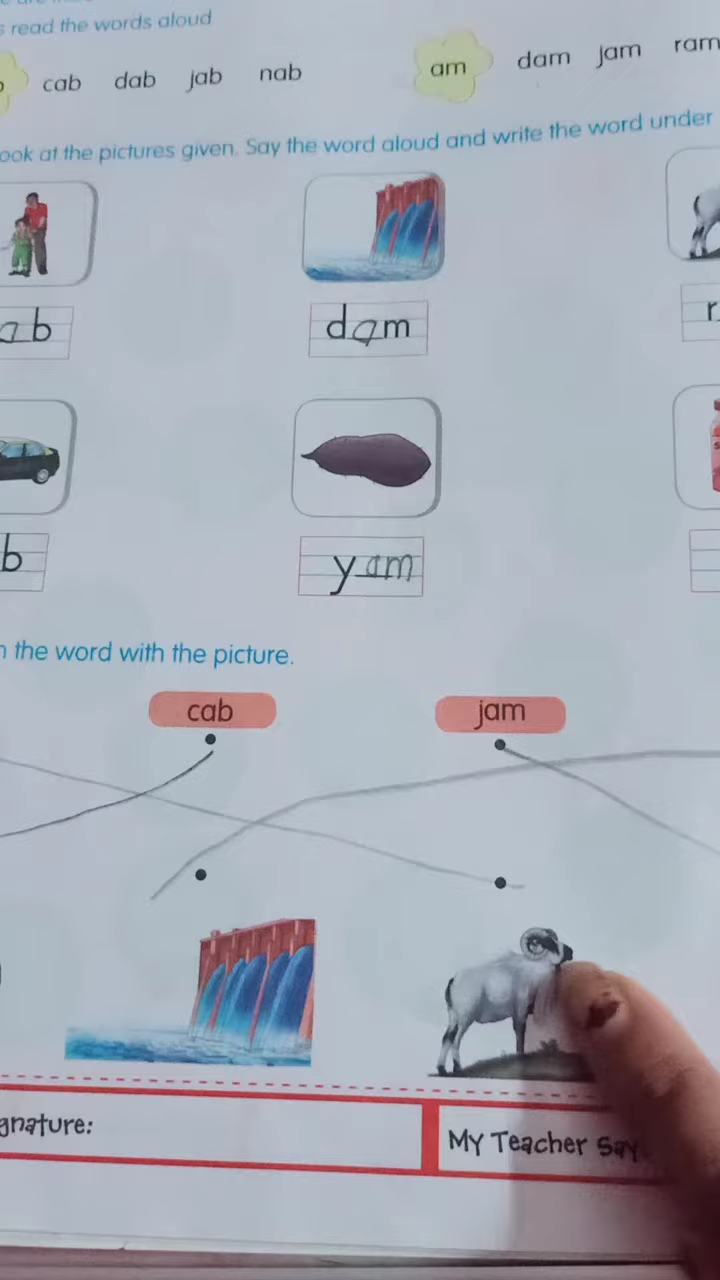 read the words aloud
cab dab jab nab am dam jam ram
ook at the pictures given. Say the word aloud and write the word under
ab dam r
b yam
the word with the picture.
cab jam
gnature: My Teacher Say